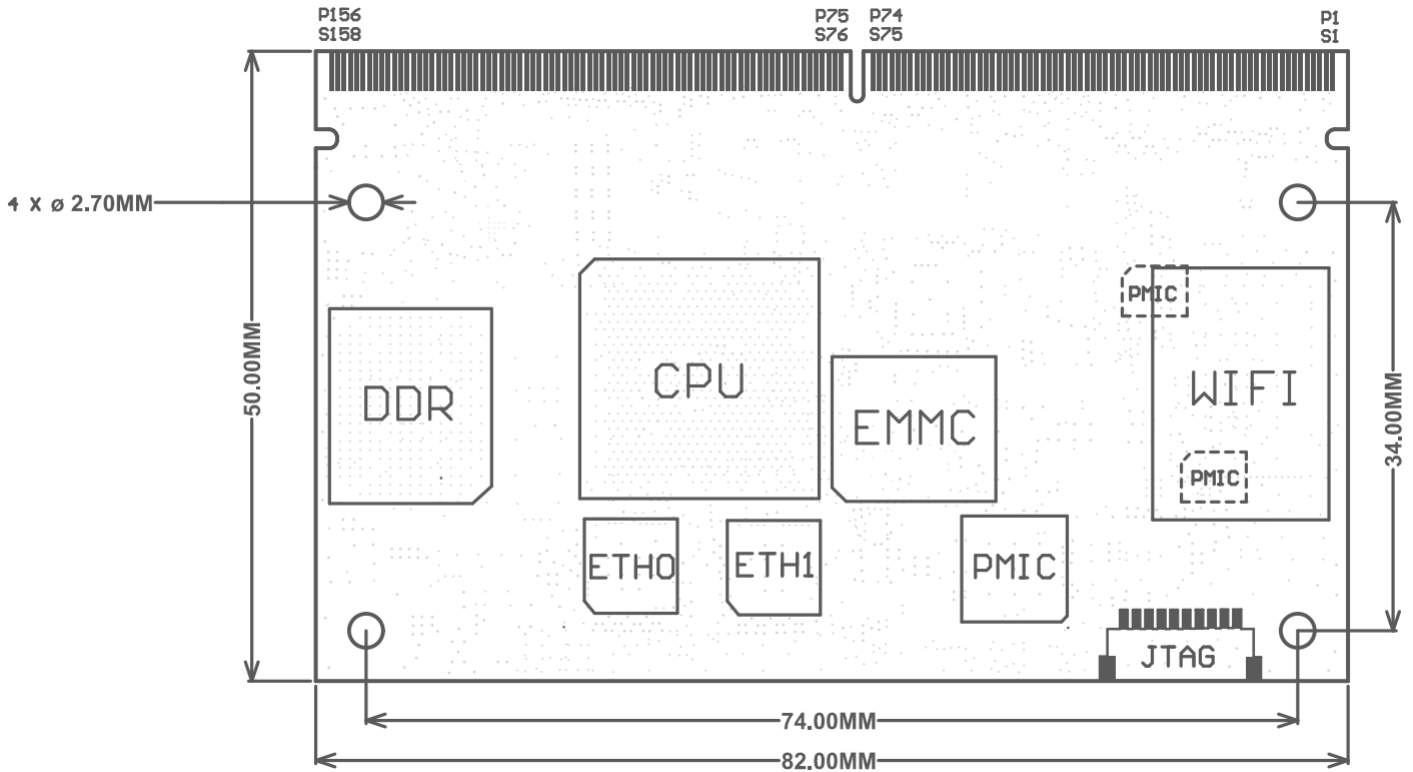 P156 P75 P74 P1
S158 S76 S75 S1
4 X ø 2.70MM
PMIC
50.00MM
DDR
CPU
WIFI
EMMC
34.00MM
PMIC
ETH0
ETH1
PMIC
JTAG
74.00MM
82.00MM